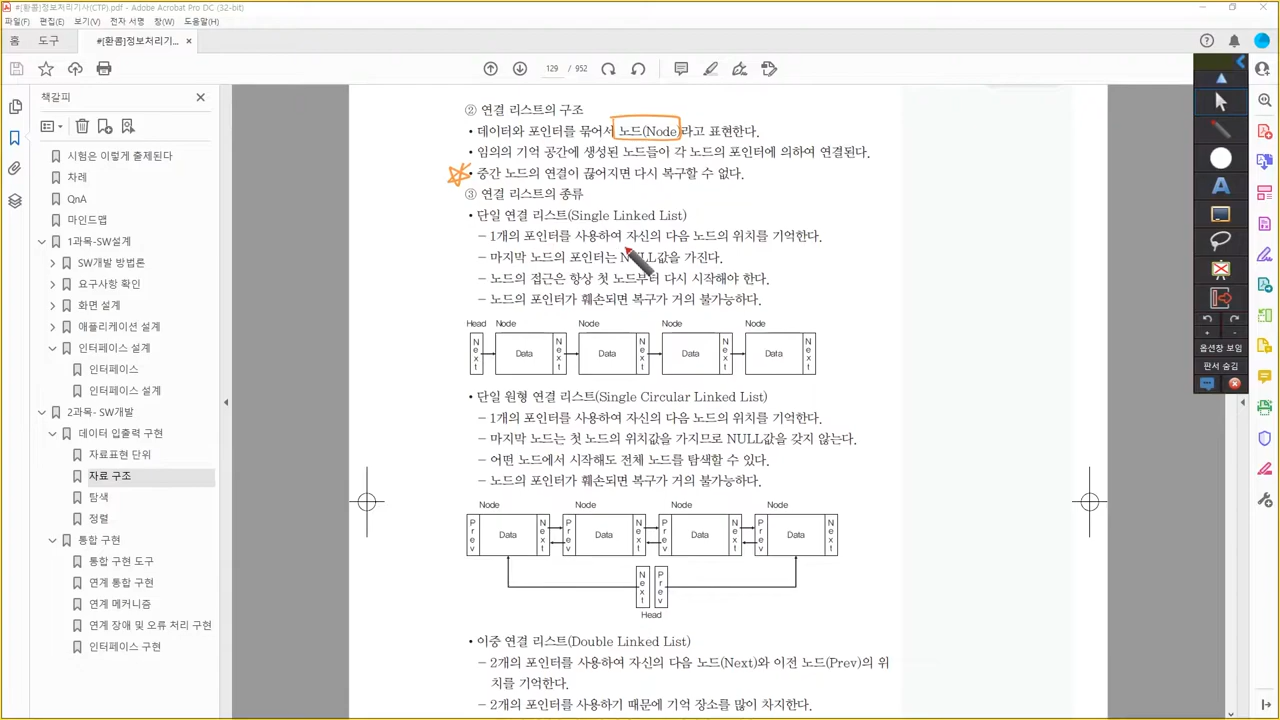 #[환콤]정보처리기사(CTP).pdf - Adobe Acrobat Pro DC (32-bit)
파일(F) 편집(E) 보기(V) 전자 서명 창(W) 도움말(H)
홈 도구 #[환콤]정보처리기... ×
129 / 952
책갈피
시험은 이렇게 출제된다
차례
QnA
마인드맵
1과목-SW설계
SW개발 방법론
요구사항 확인
화면 설계
애플리케이션 설계
인터페이스 설계
인터페이스
인터페이스 설계
2과목- SW개발
데이터 입출력 구현
자료표현 단위
자료 구조
탐색
정렬
통합 구현
통합 구현 도구
연계 통합 구현
연계 메커니즘
연계 장애 및 오류 처리 구현
인터페이스 구현
② 연결 리스트의 구조
• 데이터와 포인터를 묶어서 노드(Node)라고 표현한다.
• 임의의 기억 공간에 생성된 노드들이 각 노드의 포인터에 의하여 연결된다.
• 중간 노드의 연결이 끊어지면 다시 복구할 수 없다.
③ 연결 리스트의 종류
• 단일 연결 리스트(Single Linked List)
– 1개의 포인터를 사용하여 자신의 다음 노드의 위치를 기억한다.
– 마지막 노드의 포인터는 NULL값을 가진다.
– 노드의 접근은 항상 첫 노드부터 다시 시작해야 한다.
– 노드의 포인터가 훼손되면 복구가 거의 불가능하다.
Head Node Node Node Node
Next Data Next Data Next Data Next Data Next
• 단일 원형 연결 리스트(Single Circular Linked List)
– 1개의 포인터를 사용하여 자신의 다음 노드의 위치를 기억한다.
– 마지막 노드는 첫 노드의 위치값을 가지므로 NULL값을 갖지 않는다.
– 어떤 노드에서 시작해도 전체 노드를 탐색할 수 있다.
– 노드의 포인터가 훼손되면 복구가 거의 불가능하다.
Node Node Node Node
Prev Data Next Prev Data Next Prev Data Next Prev Data Next
Next Prev
Head
• 이중 연결 리스트(Double Linked List)
– 2개의 포인터를 사용하여 자신의 다음 노드(Next)와 이전 노드(Prev)의 위
치를 기억한다.
– 2개의 포인터를 사용하기 때문에 기억 장소를 많이 차지한다.
A
옵션창 보임
판서 숨김